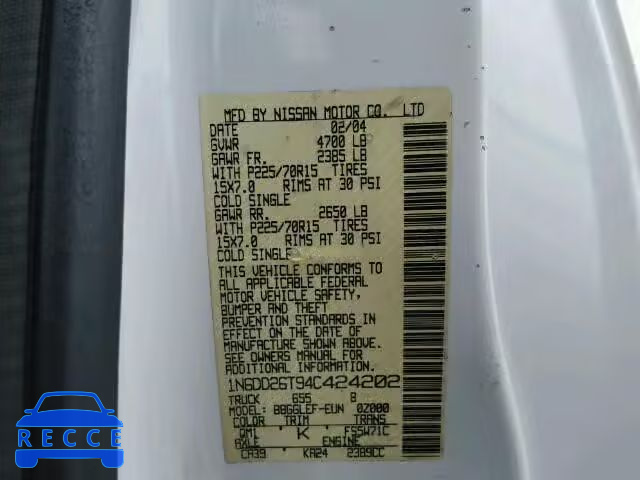 MFD BY NISSAN MOTOR CO. LTD
DATE 02/04
GVWR 4700 LB
GAWR FR. 2385 LB
WITH P225/70R15 TIRES
15X7.0 RIMS AT 30 PSI
COLD SINGLE
GAWR RR. 2650 LB
WITH P225/70R15 TIRES
15X7.0 RIMS AT 30 PSI
COLD SINGLE
THIS VEHICLE CONFORMS TO
ALL APPLICABLE FEDERAL
MOTOR VEHICLE SAFETY,
BUMPER AND THEFT
PREVENTION STANDARDS IN
EFFECT ON THE DATE OF
MANUFACTURE SHOWN ABOVE.
SEE OWNERS MANUAL FOR
ADDITIONAL INFORMATION
1N6DD26T94C424202
TRUCK 655 8
MODEL: BBGGLEF-EUN 0Z000
COLOR TRIM TRANS
QM1 K FS5W71C
AXLE ENGINE
CA39 KA24 2389CC
RECCE